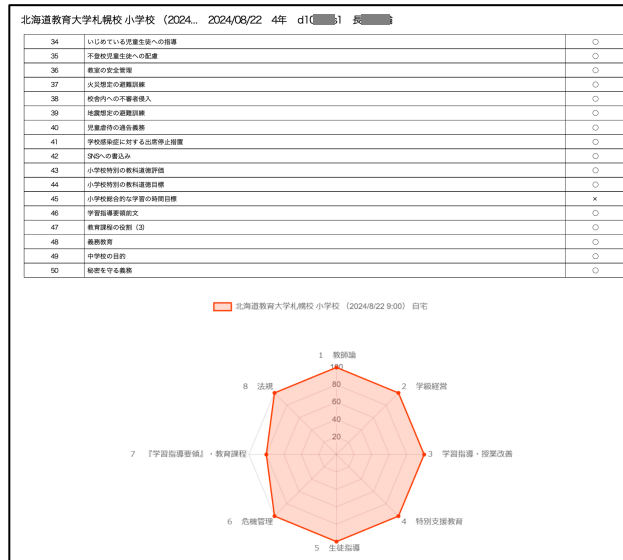 北海道教育大学札幌校 小学校 (2024... 2024/08/22 4年 d10 s1 長
34 いじめている児童生徒への指導 ○
35 不登校児童生徒への配慮 ○
36 教室の安全管理 ○
37 火災想定の避難訓練 ○
38 校舎内への不審者侵入 ○
39 地震想定の避難訓練 ○
40 児童虐待の通告義務 ○
41 学校感染症に対する出席停止措置 ○
42 SNSへの書込み ○
43 小学校特別の教科道徳評価 ○
44 小学校特別の教科道徳目標 ○
45 小学校総合的な学習の時間目標 ×
46 学習指導要領前文 ○
47 教育課程の役割 (3) ○
48 義務教育 ○
49 中学校の目的 ○
50 秘密を守る義務 ○
北海道教育大学札幌校 小学校 (2024/8/22 9:00) 自宅
1 教師論
100
8 法規
80
2 学級経営
60
40
20
7 『学習指導要領』・教育課程
3 学習指導・授業改善
6 危機管理
4 特別支援教育
5 生徒指導